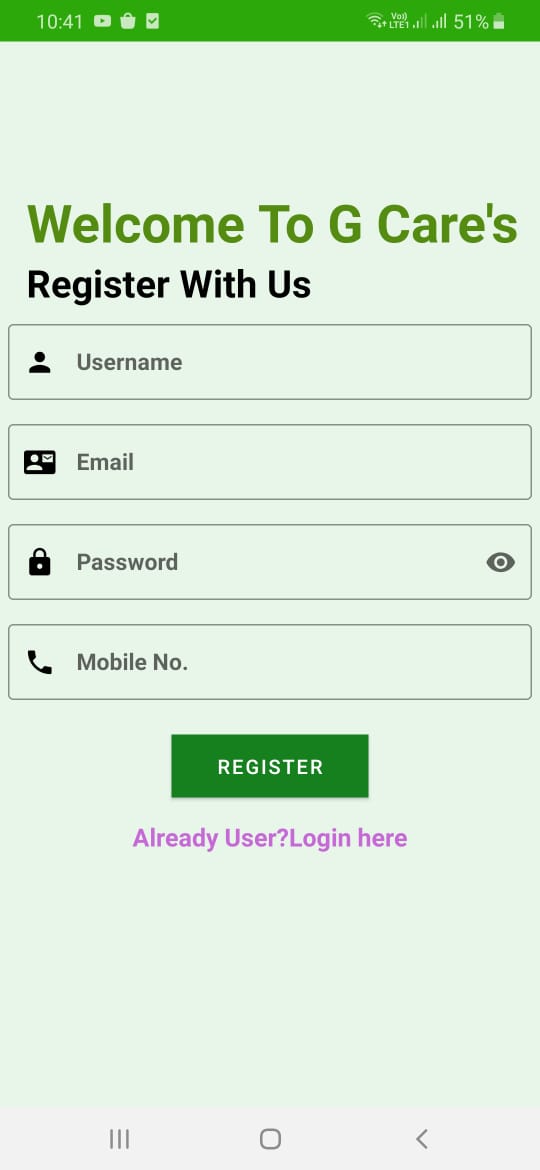 10:41 Vo)) LTE1 51%
Welcome To G Care's
Register With Us
Username
Email
Password
Mobile No.
REGISTER
Already User?Login here